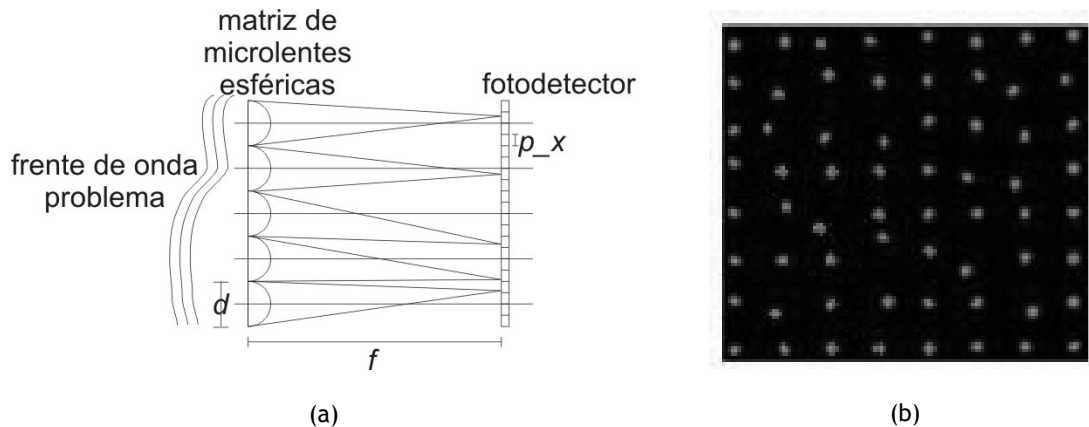 matriz de
microlentes
esféricas
fotodetector
p_x
frente de onda
problema
d
f
(a)
(b)